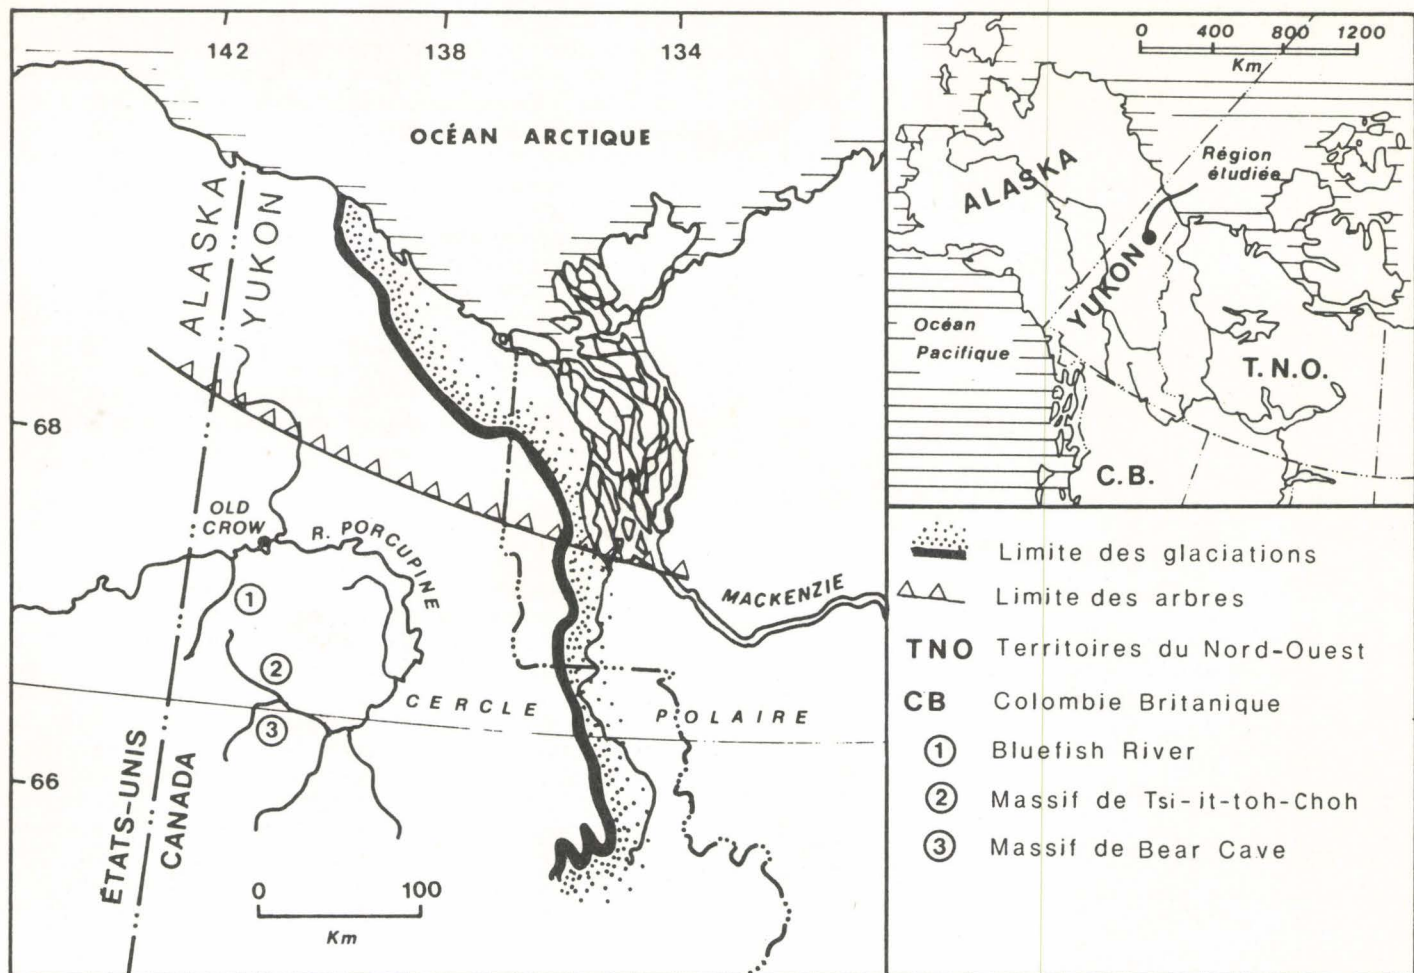 142 138 134
OCÉAN ARCTIQUE
ALASKA
YUKON
68
OLD
CROW
R. PORCUPINE
1
2
3
MACKENZIE
CERCLE POLAIRE
66
ÉTATS-UNIS
CANADA
0 100
Km
0 400 800 1200
Km
Région
étudiée
ALASKA
YUKON
Océan
Pacifique
T.N.O.
C.B.
Limite des glaciations
Limite des arbres
TNO Territoires du Nord-Ouest
CB Colombie Britanique
1 Bluefish River
2 Massif de Tsi-it-toh-Choh
3 Massif de Bear Cave